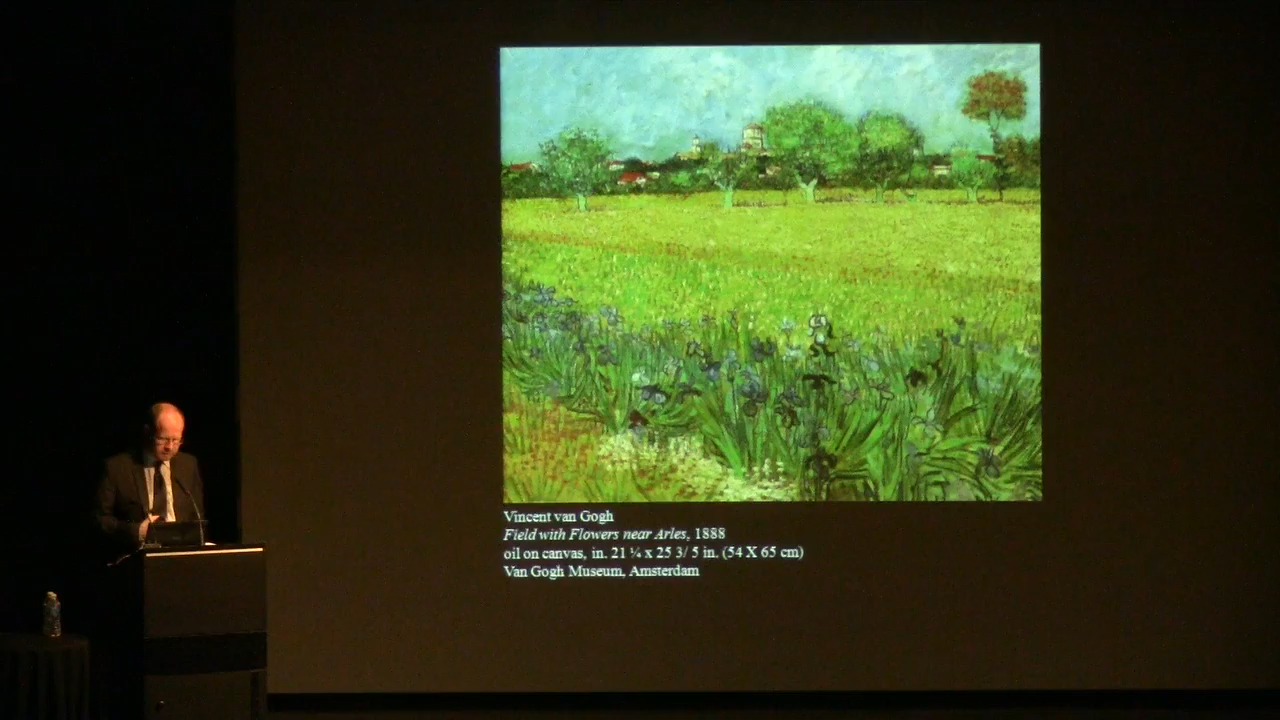 Vincent van Gogh
Field with Flowers near Arles, 1888
oil on canvas, in. 21 ¼ x 25 3/ 5 in. (54 X 65 cm)
Van Gogh Museum, Amsterdam